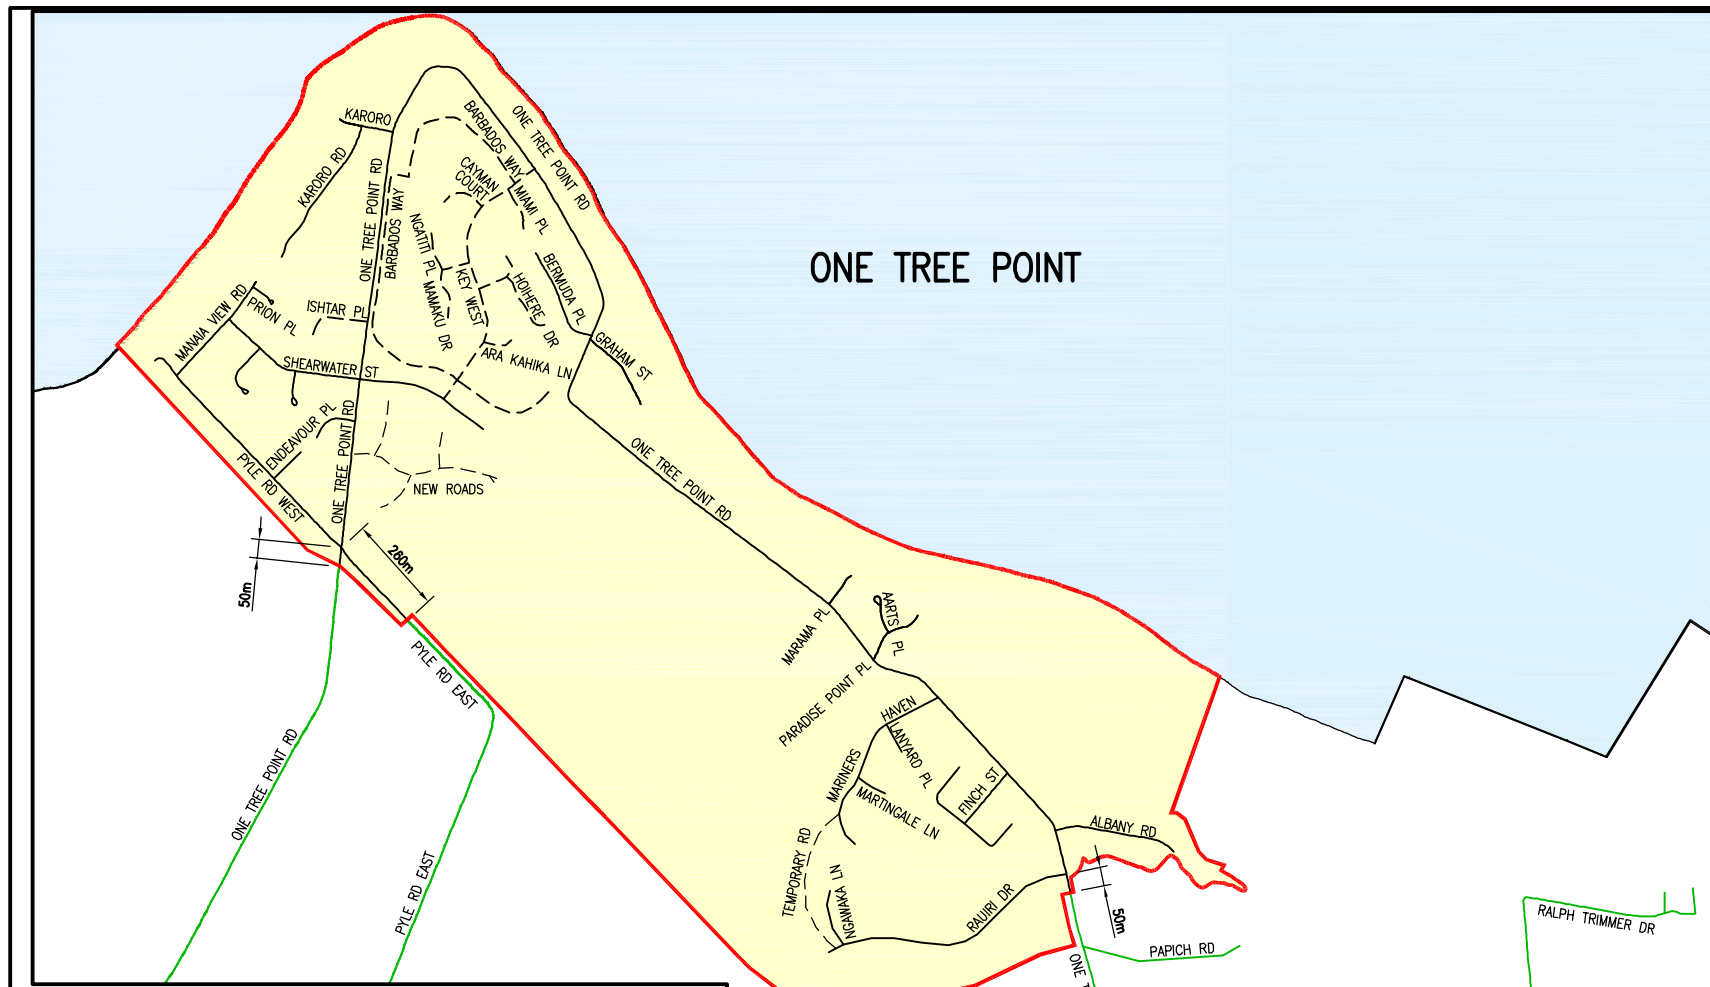 KARORO
KARORO RD
ONE TREE POINT RD
BARBADOS WAY
BARBADOS WAY
ONE TREE POINT RD
CAYMAN
COURT
MIAMI PL
NGATITI PL
MAMAKU DR
KEY WEST
HOIHERE DR
BERMUDA PL
ONE TREE POINT
MANAIA VIEW RD
PRION PL
ISHTAR PL
SHEARWATER ST
ARA KAHIKA LN
GRAHAM ST
ENDEAVOUR PL
ONE TREE POINT RD
PYLE RD WEST
NEW ROADS
ONE TREE POINT RD
260m
50m
PYLE RD EAST
MARAMA PL
AARTS PL
PARADISE POINT PL
HAVEN
LANYARD PL
MARINERS
MARTINGALE LN
FINCH ST
ONE TREE POINT RD
PYLE RD EAST
TEMPORARY RD
NGAWAKA LN
RAUIRI DR
ALBANY RD
50m
PAPICH RD
ONE T
RALPH TRIMMER DR